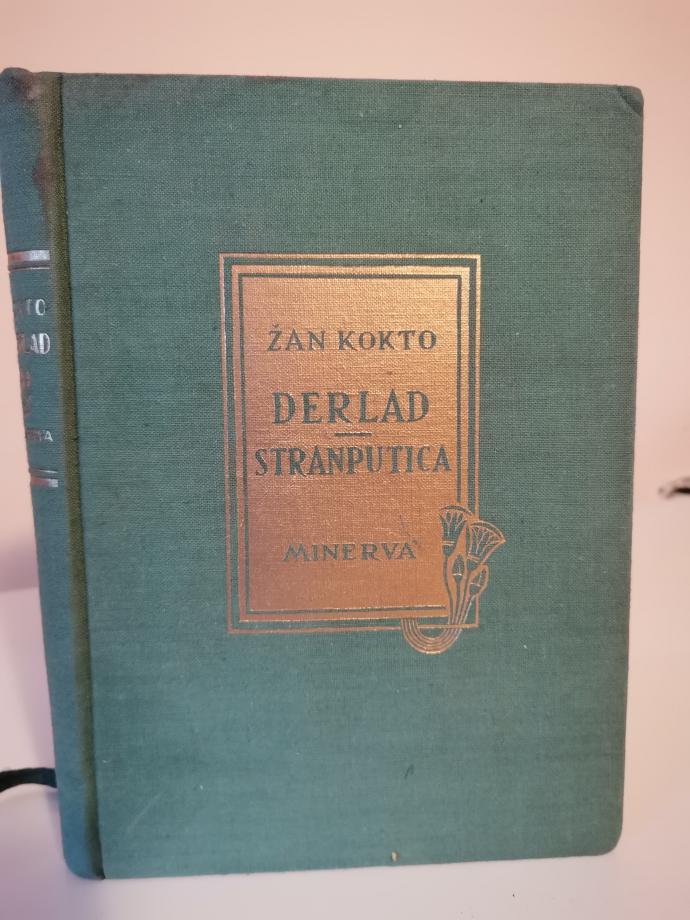 ŽAN KOKTO
DERLAD
STRANPUTICA
MINERVA